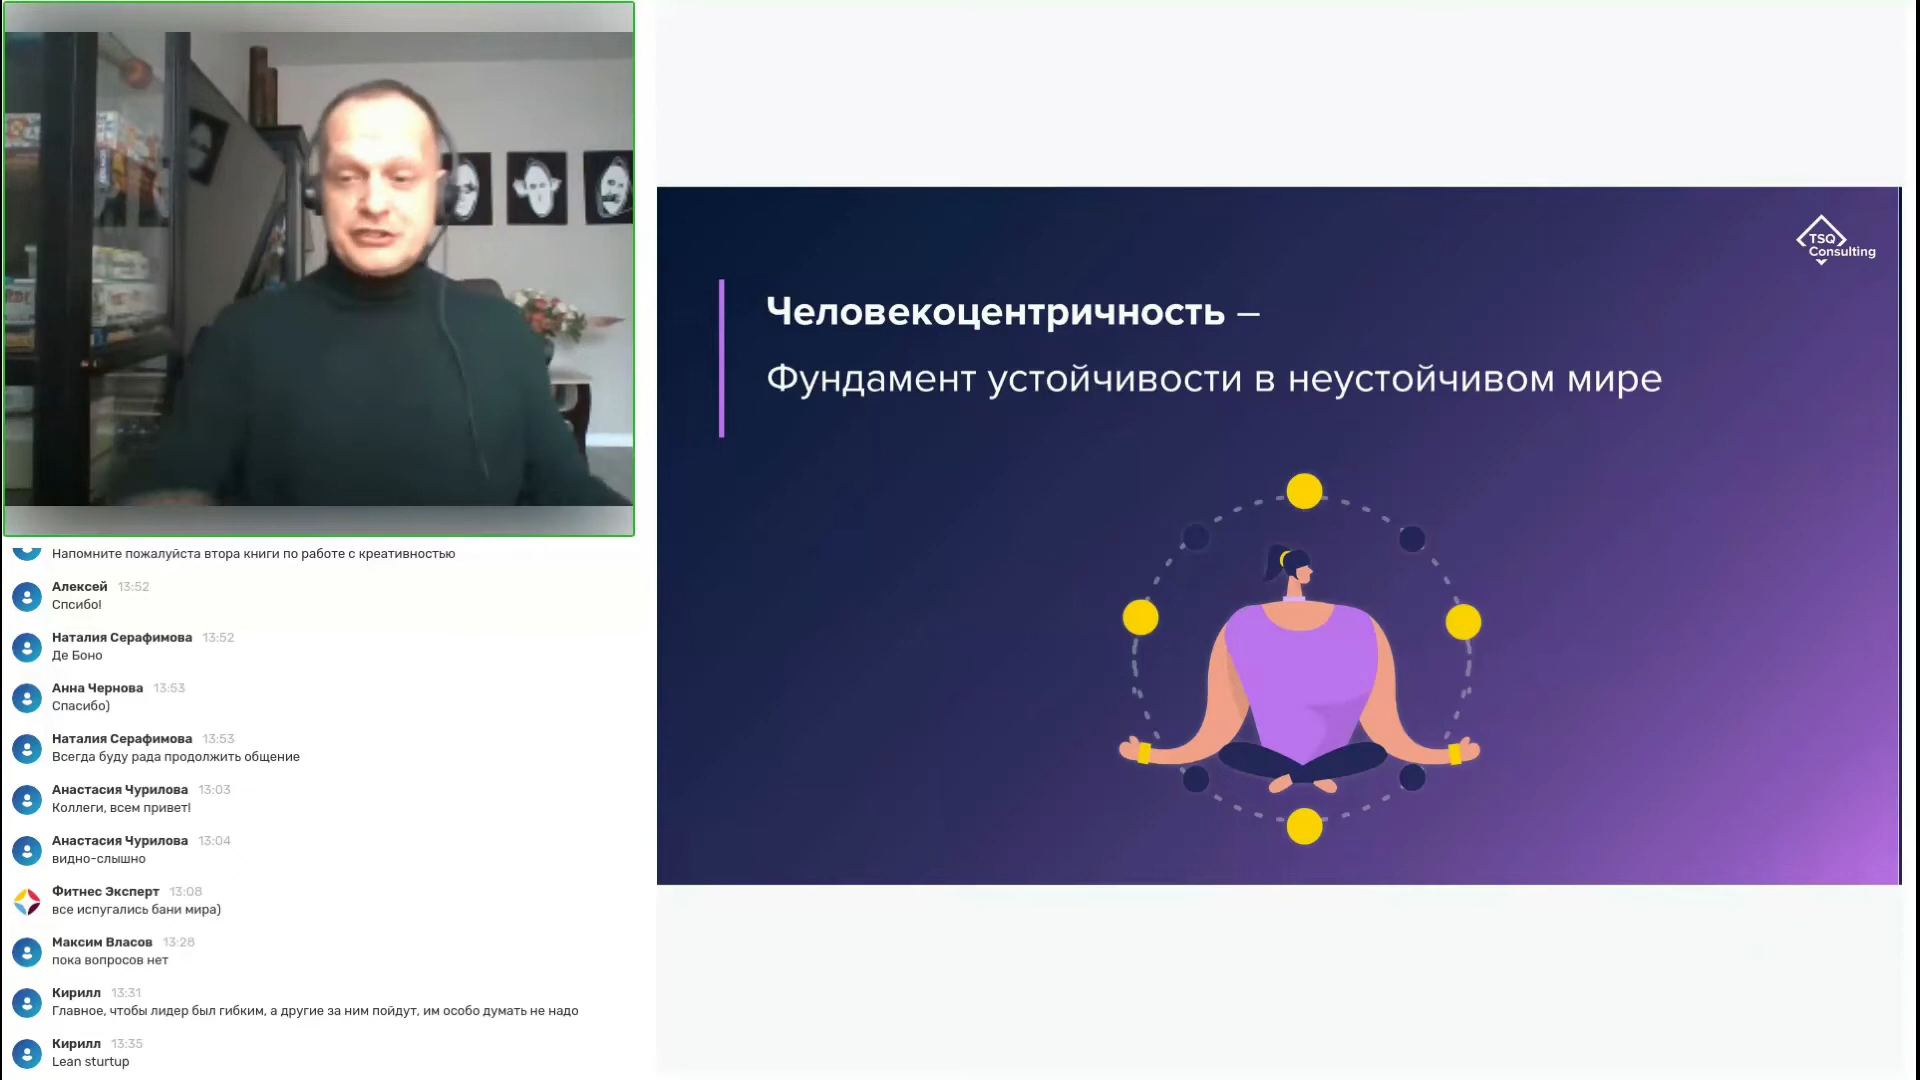 Напомните пожалуйста втора книги по работе с креативностью
Алексей 13:52
Спсибо!
Наталия Серафимова 13:52
Де Боно
Анна Чернова 13:53
Спасибо)
Наталия Серафимова 13:53
Всегда буду рада продолжить общение
Анастасия Чурилова 13:03
Коллеги, всем привет!
Анастасия Чурилова 13:04
видно-слышно
Фитнес Эксперт 13:08
все испугались бани мира)
Максим Власов 13:28
пока вопросов нет
Кирилл 13:31
Главное, чтобы лидер был гибким, а другие за ним пойдут, им особо думать не надо
Кирилл 13:35
Lean sturtup
TSQ
Consulting
Человекоцентричность –
Фундамент устойчивости в неустойчивом мире